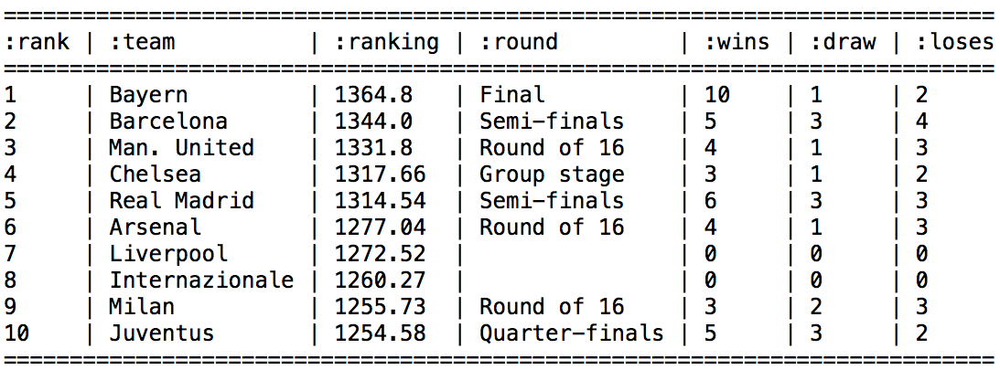 =============================================================================
:rank | :team          | :ranking | :round         | :wins | :draw | :loses
=============================================================================
1     | Bayern         | 1364.8   | Final          | 10    | 1     | 2
2     | Barcelona      | 1344.0   | Semi-finals    | 5     | 3     | 4
3     | Man. United    | 1331.8   | Round of 16    | 4     | 1     | 3
4     | Chelsea        | 1317.66  | Group stage    | 3     | 1     | 2
5     | Real Madrid    | 1314.54  | Semi-finals    | 6     | 3     | 3
6     | Arsenal        | 1277.04  | Round of 16    | 4     | 1     | 3
7     | Liverpool      | 1272.52  |                | 0     | 0     | 0
8     | Internazionale | 1260.27  |                | 0     | 0     | 0
9     | Milan          | 1255.73  | Round of 16    | 3     | 2     | 3
10    | Juventus       | 1254.58  | Quarter-finals | 5     | 3     | 2
=============================================================================